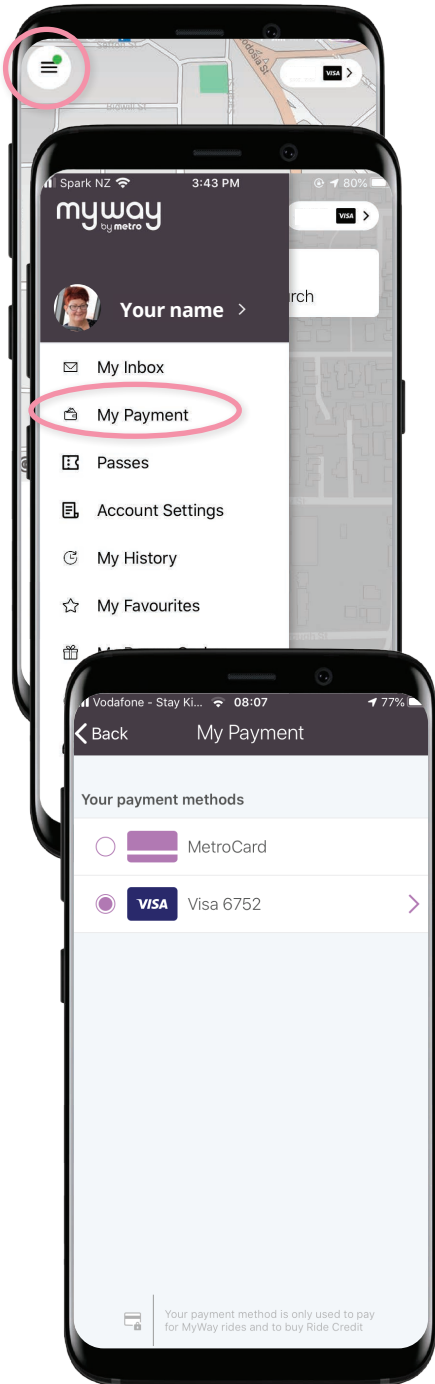 VISA
Spark NZ 3:43 PM 80%
myway
by metro
VISA
Your name
My Inbox
My Payment
Passes
Account Settings
My History
My Favourites
Vodafone - Stay Ki... 08:07 77%
Back My Payment
Your payment methods
MetroCard
VISA Visa 6752
Your payment method is only used to pay
for MyWay rides and to buy Ride Credit